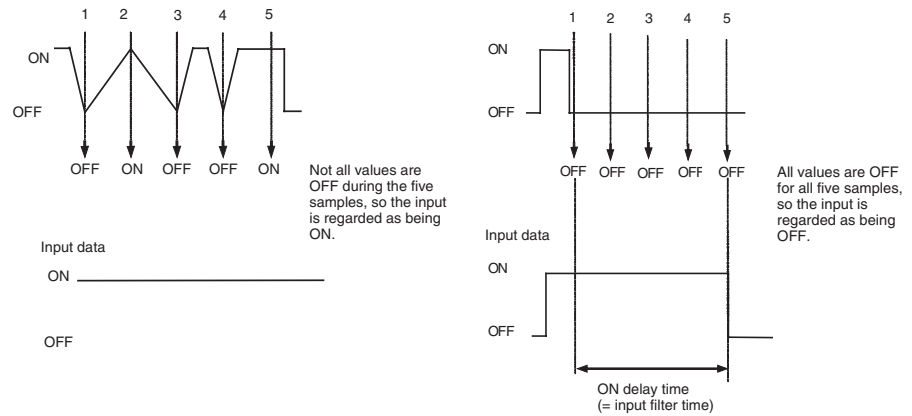 1 2 3 4 5
ON
OFF
OFF ON OFF OFF ON
Not all values are
OFF during the five
samples, so the input
is regarded as being
ON.
Input data
ON
OFF
1 2 3 4 5
ON
OFF
OFF OFF OFF OFF OFF
All values are OFF
for all five samples,
so the input is
regarded as being
OFF.
Input data
ON
OFF
ON delay time
(= input filter time)